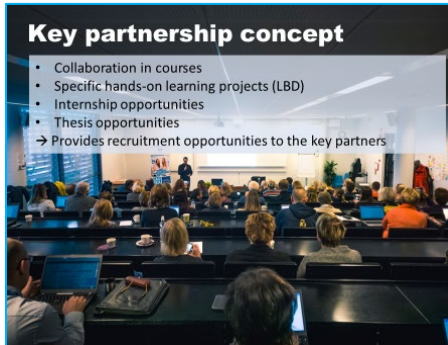 Key partnership concept
• Collaboration in courses
• Specific hands-on learning projects (LBD)
• Internship opportunities
• Thesis opportunities
→ Provides recruitment opportunities to the key partners